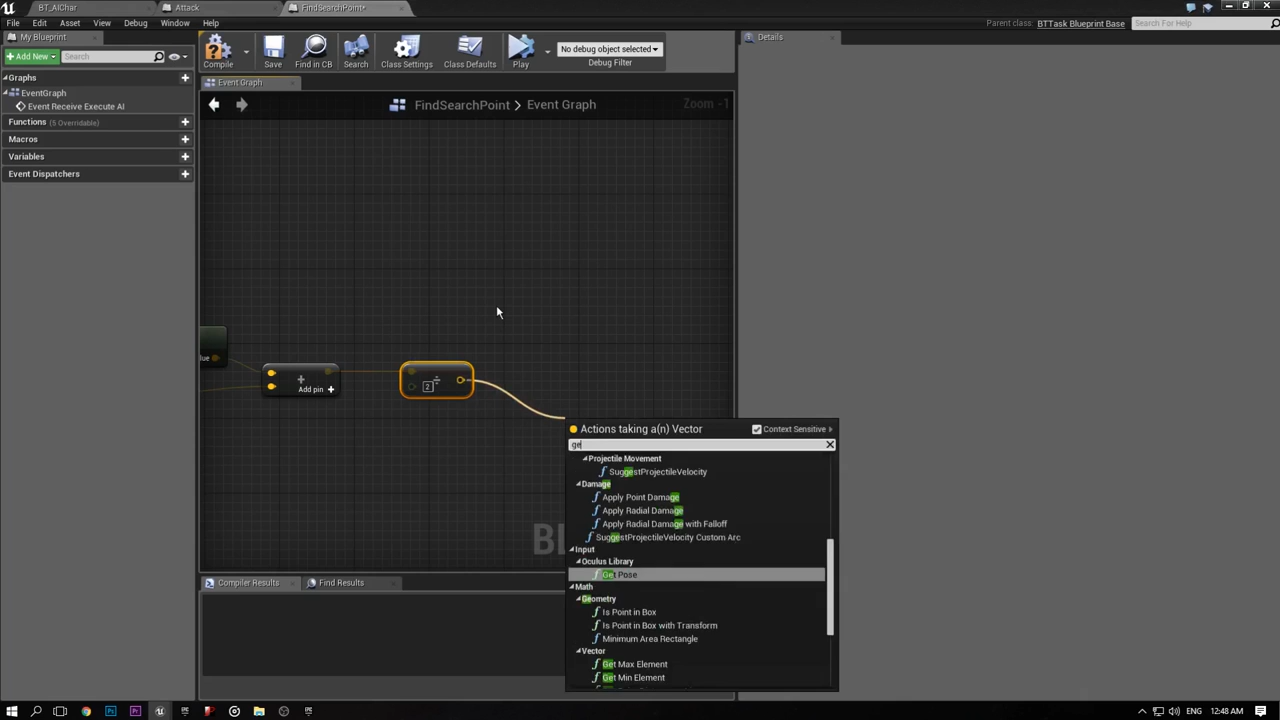 BT_AIChar
Attack
FindSearchPoint*
File Edit Asset View Debug Window Help
Parent class: BTTask Blueprint Base
Search For Help
My Blueprint
Add New
Search
Graphs
EventGraph
Event Receive Execute AI
Functions (5 Overridable)
Macros
Variables
Event Dispatchers
Compile
Save
Find in CB
Search
Class Settings
Class Defaults
Play
No debug object selected
Debug Filter
Details
Event Graph
FindSearchPoint > Event Graph
Zoom -1
lue
+
Add pin +
2
÷
Actions taking a(n) Vector
Context Sensitive
ge
Projectile Movement
f SuggestProjectileVelocity
Damage
f Apply Point Damage
f Apply Radial Damage
f Apply Radial Damage with Falloff
f SuggestProjectileVelocity Custom Arc
Input
Oculus Library
f Get Pose
Math
Geometry
f Is Point in Box
f Is Point in Box with Transform
f Minimum Area Rectangle
Vector
f Get Max Element
f Get Min Element
BL
Compiler Results
Find Results
ENG
12:48 AM